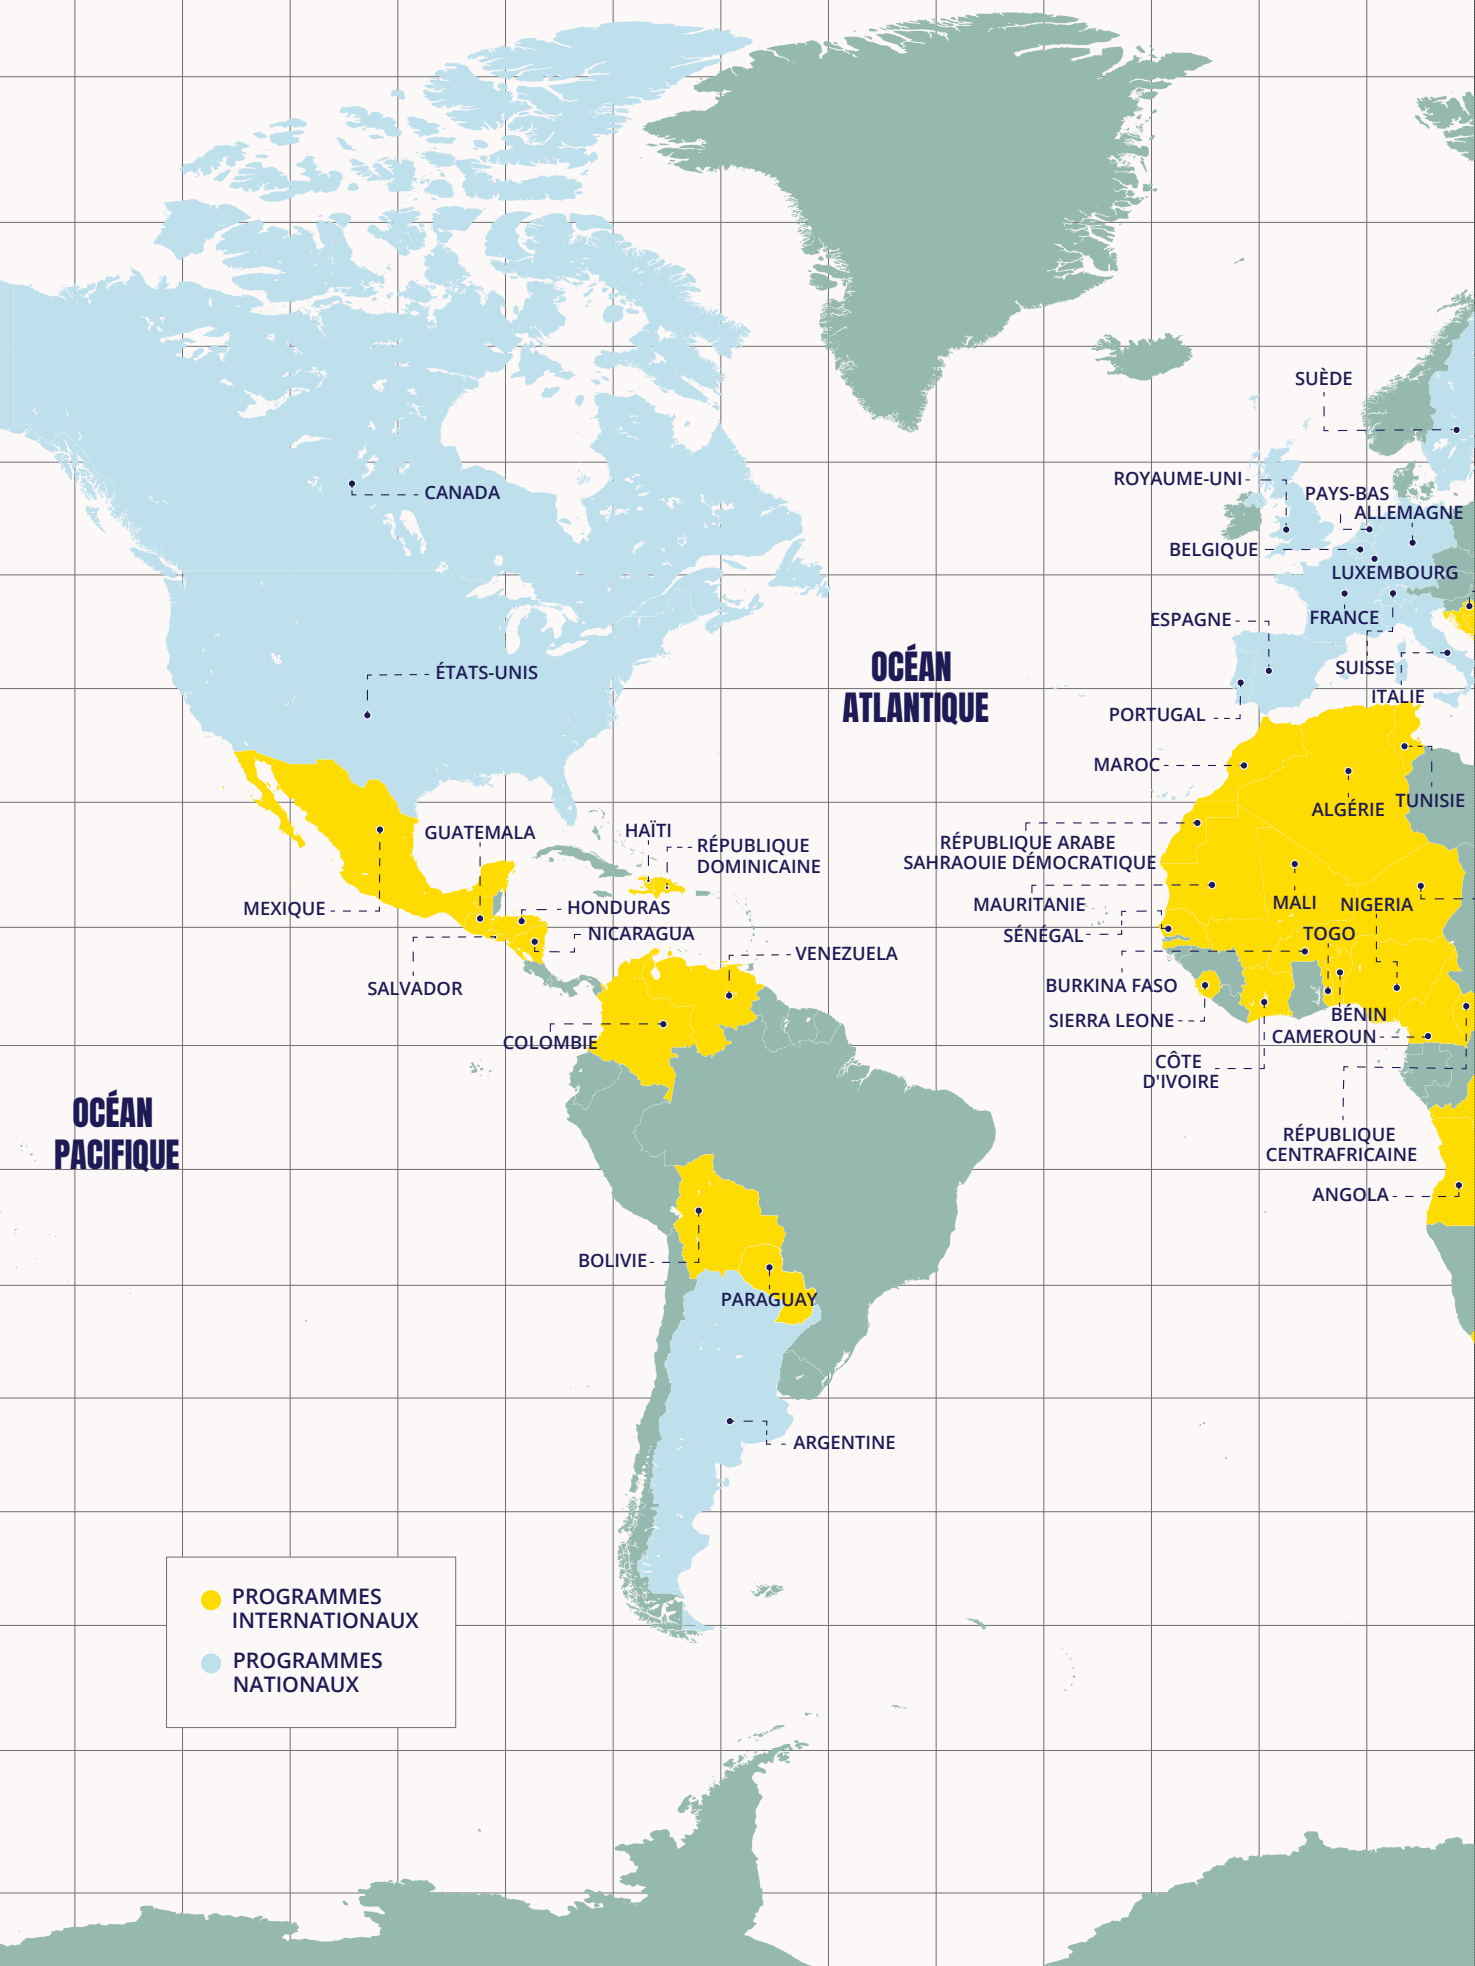 SUÈDE
ROYAUME-UNI
PAYS-BAS
CANADA
ALLEMAGNE
BELGIQUE
LUXEMBOURG
ESPAGNE
FRANCE
OCÉAN
ATLANTIQUE
ÉTATS-UNIS
SUISSE
ITALIE
PORTUGAL
MAROC
TUNISIE
ALGÉRIE
GUATEMALA
HAÏTI
RÉPUBLIQUE
DOMINICAINE
RÉPUBLIQUE ARABE
SAHRAOUIE DÉMOCRATIQUE
MEXIQUE
HONDURAS
MAURITANIE
MALI
NIGERIA
NICARAGUA
SÉNÉGAL
TOGO
VENEZUELA
SALVADOR
BURKINA FASO
BÉNIN
SIERRA LEONE
CAMEROUN
COLOMBIE
CÔTE
D'IVOIRE
OCÉAN
PACIFIQUE
RÉPUBLIQUE
CENTRAFRICAINE
ANGOLA
BOLIVIE
PARAGUAY
ARGENTINE
PROGRAMMES
INTERNATIONAUX
PROGRAMMES
NATIONAUX